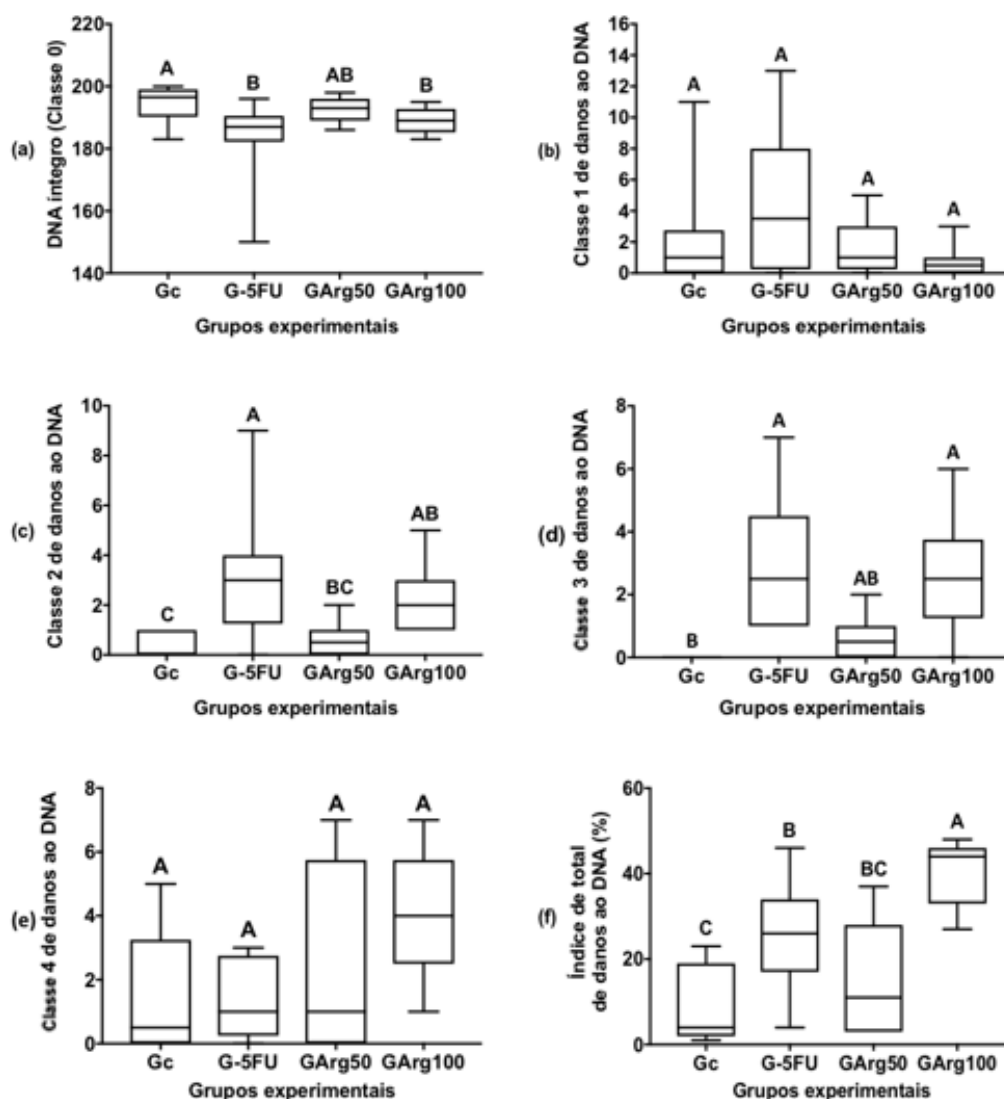 (a)
DNA íntegro (Classe 0)
220
200
180
160
140
A
B
AB
B
Gc
G-5FU
GArg50
GArg100
Grupos experimentais
(b)
Classe 1 de danos ao DNA
16
14
12
10
8
6
4
2
0
A
A
A
A
Gc
G-5FU
GArg50
GArg100
Grupos experimentais
(c)
Classe 2 de danos ao DNA
10
8
6
4
2
0
C
A
BC
AB
Gc
G-5FU
GArg50
GArg100
Grupos experimentais
(d)
Classe 3 de danos ao DNA
8
6
4
2
0
B
A
AB
A
Gc
G-5FU
GArg50
GArg100
Grupos experimentais
(e)
Classe 4 de danos ao DNA
8
6
4
2
0
A
A
A
A
Gc
G-5FU
GArg50
GArg100
Grupos experimentais
(f)
Índice de total
de danos ao DNA (%)
60
40
20
0
C
B
BC
A
Gc
G-5FU
GArg50
GArg100
Grupos experimentais